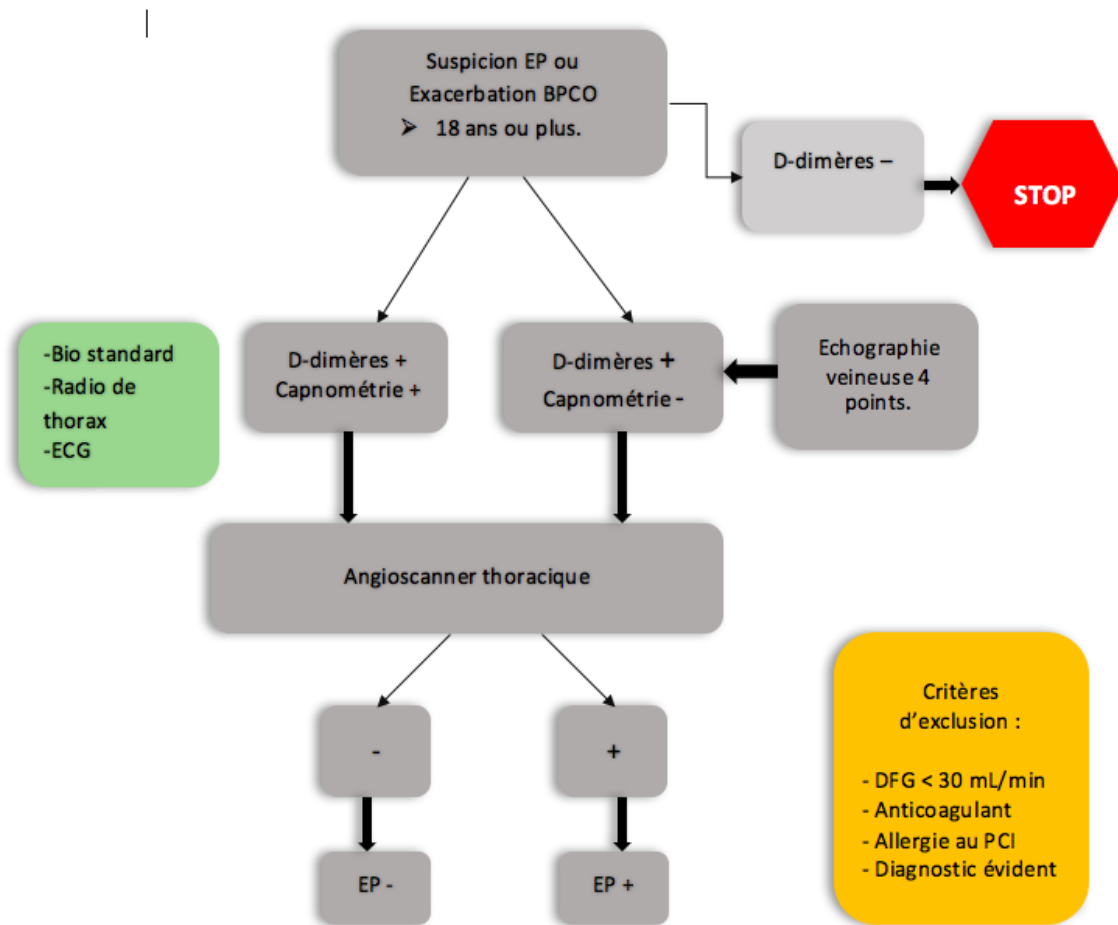 Suspicion EP ou
Exacerbation BPCO
➢ 18 ans ou plus.
D-dimères –
STOP
-Bio standard
-Radio de
thorax
-ECG
D-dimères +
Capnométrie +
D-dimères +
Capnométrie -
Echographie
veineuse 4
points.
Angioscanner thoracique
-
+
EP -
EP +
Critères
d’exclusion :
- DFG < 30 mL/min
- Anticoagulant
- Allergie au PCI
- Diagnostic évident